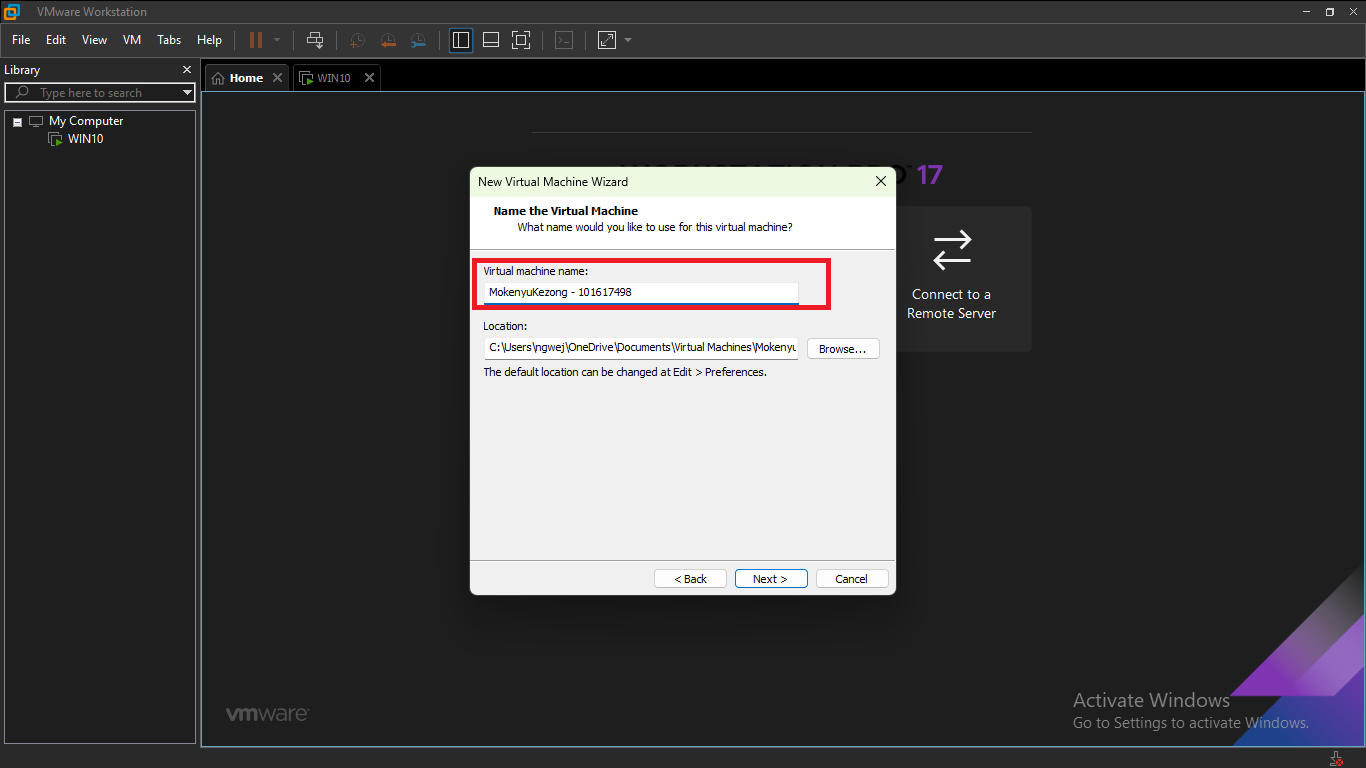 VMware Workstation
File Edit View VM Tabs Help
Library
Type here to search
My Computer
WIN10
Home
WIN10
17
New Virtual Machine Wizard
Name the Virtual Machine
What name would you like to use for this virtual machine?
Virtual machine name:
MokenyuKezong - 101617498
Location:
C:\Users\ngwej\OneDrive\Documents\Virtual Machines\Mokenyu
Browse...
The default location can be changed at Edit > Preferences.
< Back Next > Cancel
Connect to a
Remote Server
vmware
Activate Windows
Go to Settings to activate Windows.